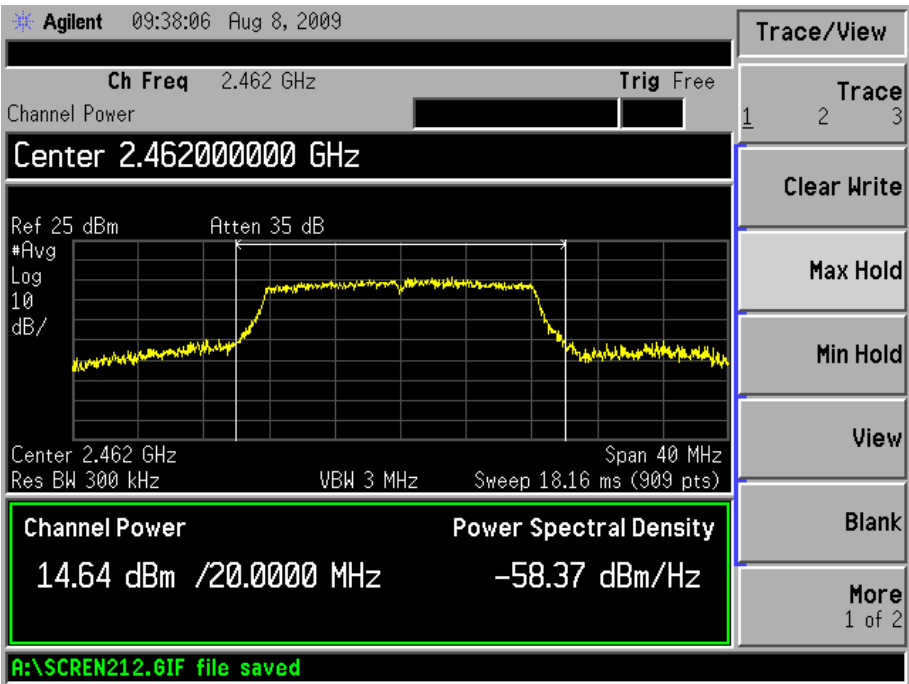 Agilent 09:38:06 Aug 8, 2009
Trace/View
Ch Freq 2.462 GHz Trig Free
Channel Power
Trace
1 2 3
Center 2.462000000 GHz
Clear Write
Ref 25 dBm Atten 35 dB
#Avg
Log
10
dB/
Max Hold
Min Hold
Center 2.462 GHz Span 40 MHz
Res BW 300 kHz VBW 3 MHz Sweep 18.16 ms (909 pts)
View
Channel Power Power Spectral Density
14.64 dBm /20.0000 MHz -58.37 dBm/Hz
Blank
More
1 of 2
A:\SCREN212.GIF file saved